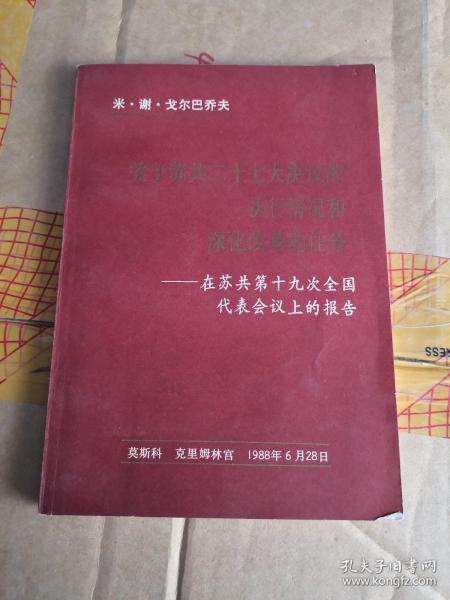 米·谢·戈尔巴乔夫
关于苏共二十七大决议的
执行情况和
深化改革的任务
——在苏共第十九次全国
代表会议上的报告
莫斯科 克里姆林宫 1988年6月28日
EXPRESS
孔夫子旧书网
www.kongfz.com